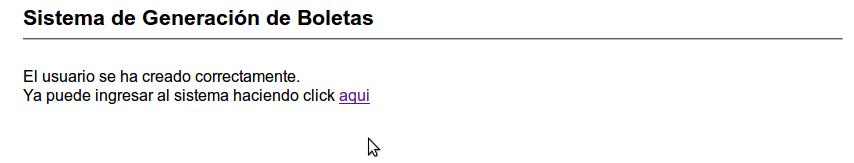 Sistema de Generación de Boletas
El usuario se ha creado correctamente.
Ya puede ingresar al sistema haciendo click aqui